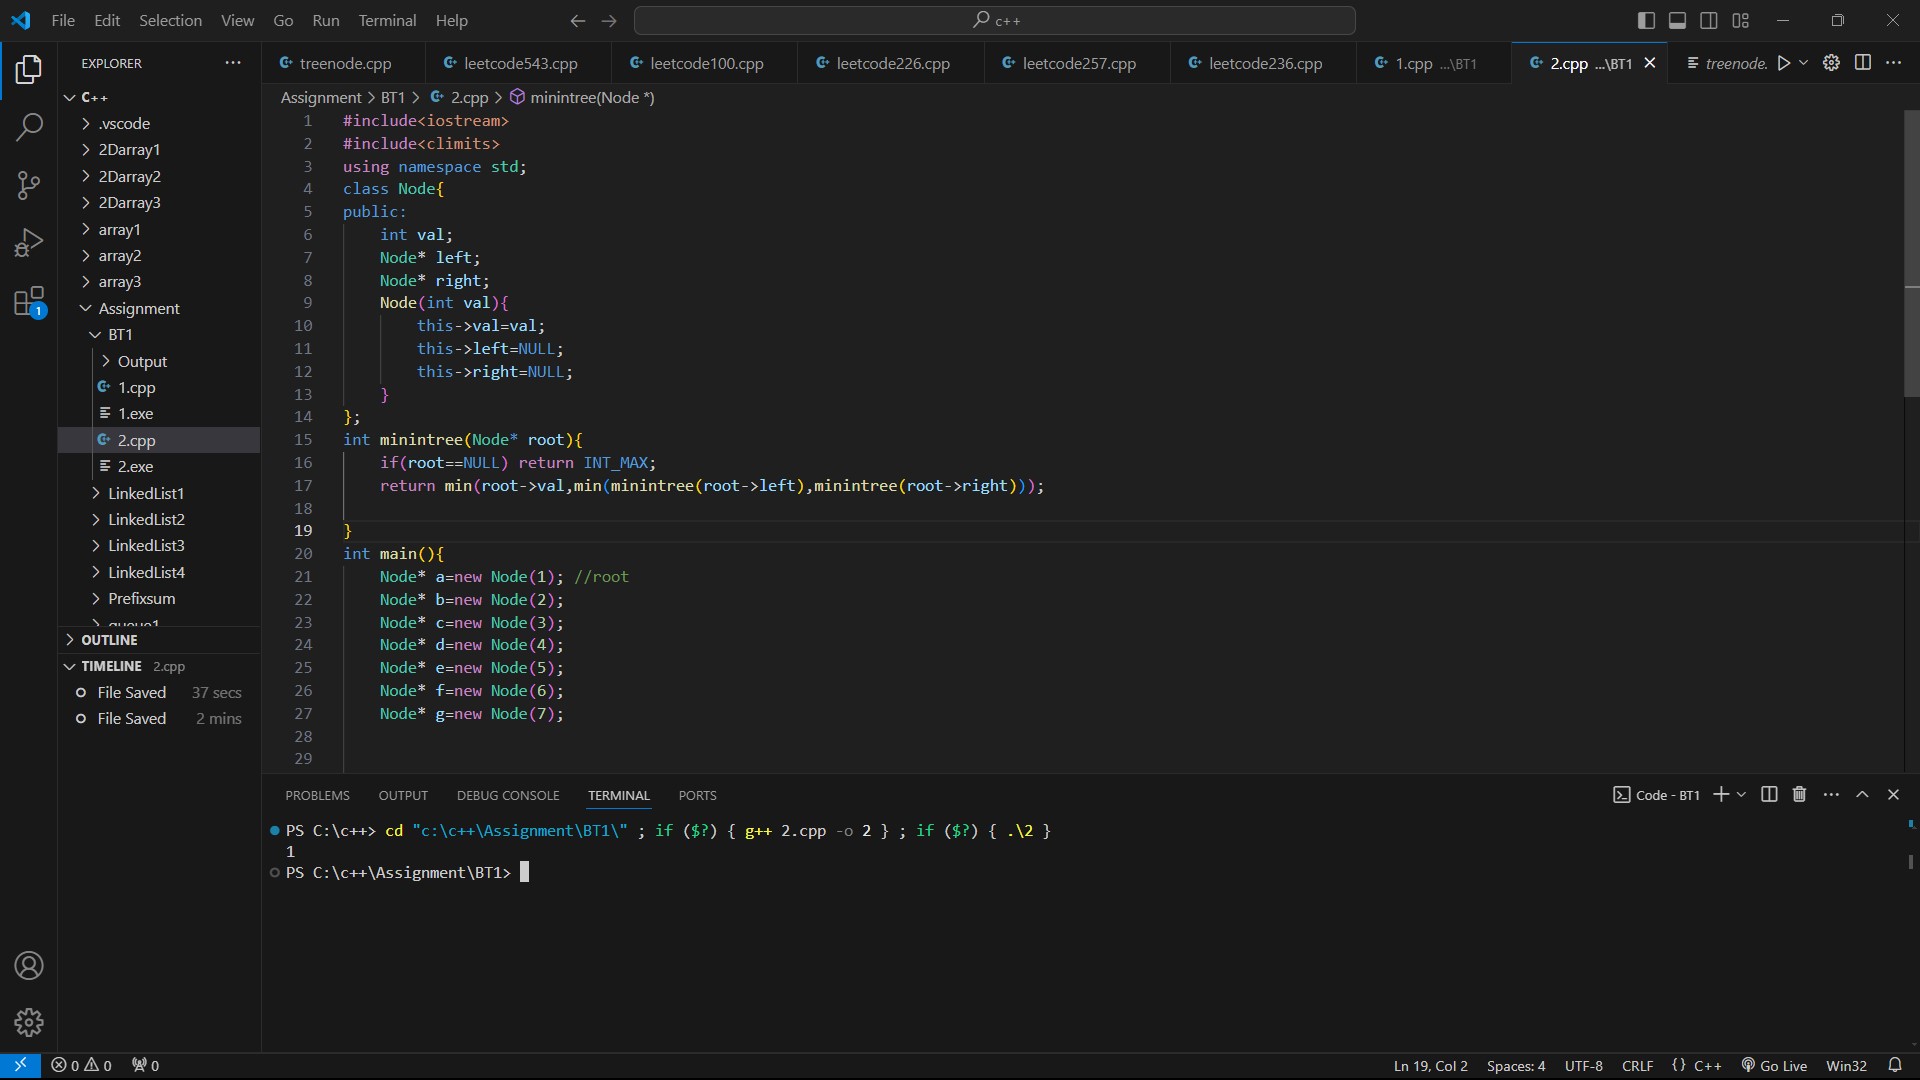 File Edit Selection View Go Run Terminal Help
c++
EXPLORER
C++
.vscode
2Darray1
2Darray2
2Darray3
array1
array2
array3
Assignment
BT1
Output
1.cpp
1.exe
2.cpp
2.exe
LinkedList1
LinkedList2
LinkedList3
LinkedList4
Prefixsum
queue1
OUTLINE
TIMELINE 2.cpp
File Saved 37 secs
File Saved 2 mins
treenode.cpp leetcode543.cpp leetcode100.cpp leetcode226.cpp leetcode257.cpp leetcode236.cpp 1.cpp ...\BT1 2.cpp ...\BT1 treenode.
Assignment > BT1 > 2.cpp > minintree(Node *)
1 #include<iostream>
2 #include<climits>
3 using namespace std;
4 class Node{
5 public:
6 int val;
7 Node* left;
8 Node* right;
9 Node(int val){
10 this->val=val;
11 this->left=NULL;
12 this->right=NULL;
13 }
14 };
15 int minintree(Node* root){
16 if(root==NULL) return INT_MAX;
17 return min(root->val,min(minintree(root->left),minintree(root->right)));
18
19 }
20 int main(){
21 Node* a=new Node(1); //root
22 Node* b=new Node(2);
23 Node* c=new Node(3);
24 Node* d=new Node(4);
25 Node* e=new Node(5);
26 Node* f=new Node(6);
27 Node* g=new Node(7);
28
29
PROBLEMS OUTPUT DEBUG CONSOLE TERMINAL PORTS
Code - BT1
PS C:\c++> cd "c:\c++\Assignment\BT1\" ; if ($?) { g++ 2.cpp -o 2 } ; if ($?) { .\2 }
1
PS C:\c++\Assignment\BT1>
1
0 0 0
Ln 19, Col 2 Spaces: 4 UTF-8 CRLF {} C++ Go Live Win32